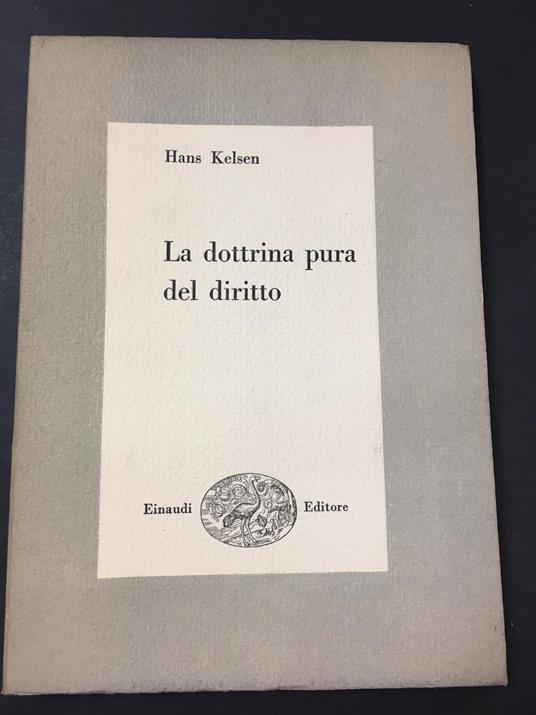 Hans Kelsen
La dottrina pura
del diritto
Einaudi Editore